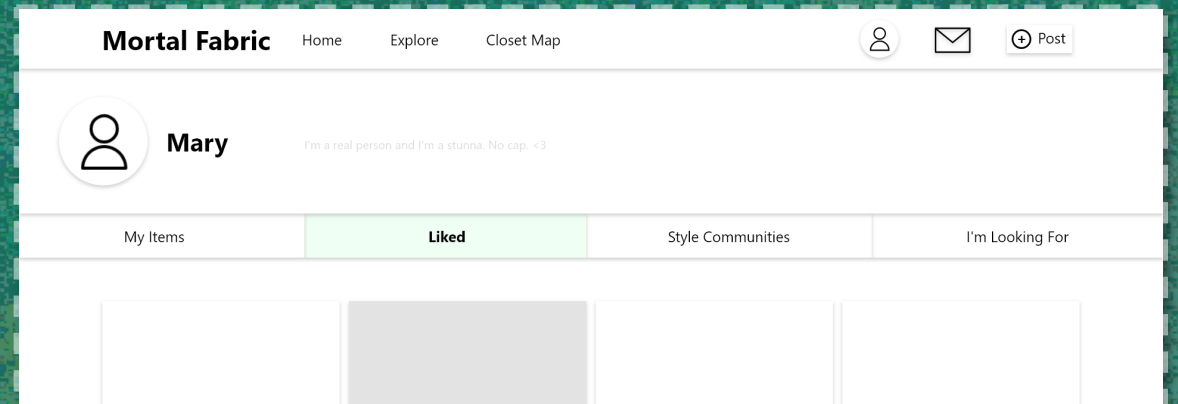 Mortal Fabric Home Explore Closet Map Post
Mary I'm a real person and I'm a stunna. No cap. <3
My Items Liked Style Communities I'm Looking For